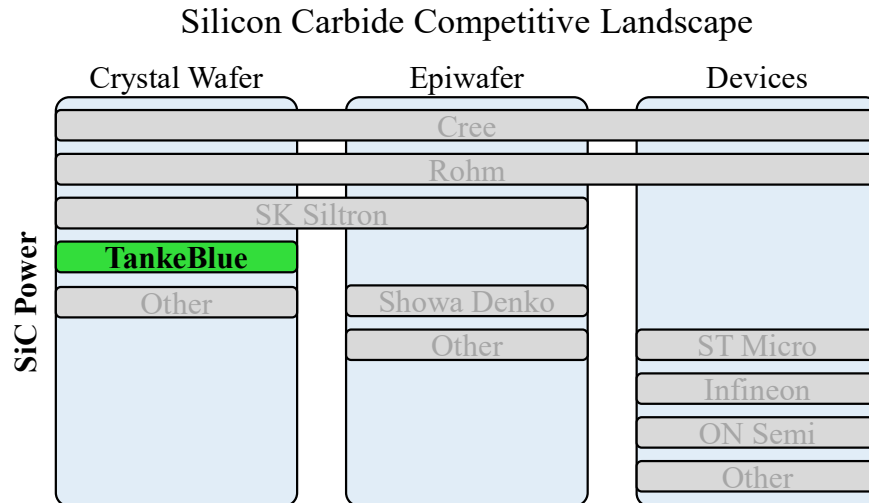 Silicon Carbide Competitive Landscape
Crystal Wafer
Epiwafer
Devices
Cree
Rohm
SK Siltron
TankeBlue
Other
Showa Denko
Other
ST Micro
Infineon
ON Semi
Other
SiC Power